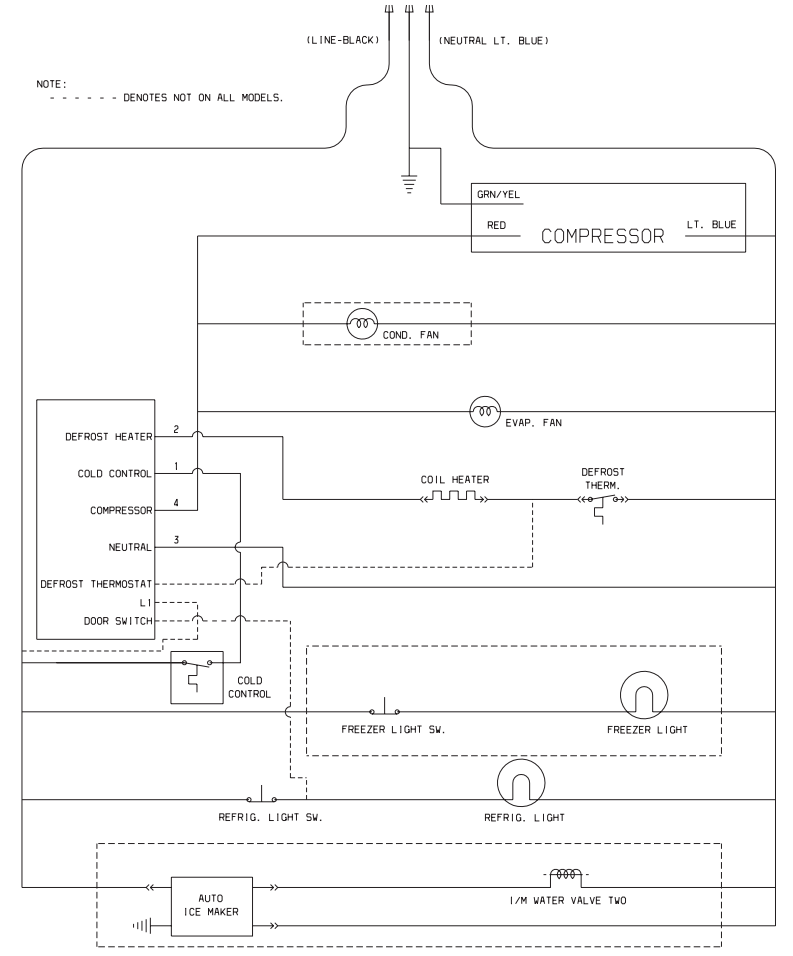 (LINE-BLACK)
(NEUTRAL LT. BLUE)
NOTE:
- - - - - - DENOTES NOT ON ALL MODELS.
GRN/YEL
RED
COMPRESSOR
LT. BLUE
COND. FAN
EVAP. FAN
DEFROST HEATER
2
COLD CONTROL
1
COMPRESSOR
4
NEUTRAL
3
DEFROST THERMOSTAT
L1
DOOR SWITCH
COIL HEATER
DEFROST
THERM.
COLD
CONTROL
FREEZER LIGHT SW.
FREEZER LIGHT
REFRIG. LIGHT SW.
REFRIG. LIGHT
AUTO
ICE MAKER
I/M WATER VALVE TWO